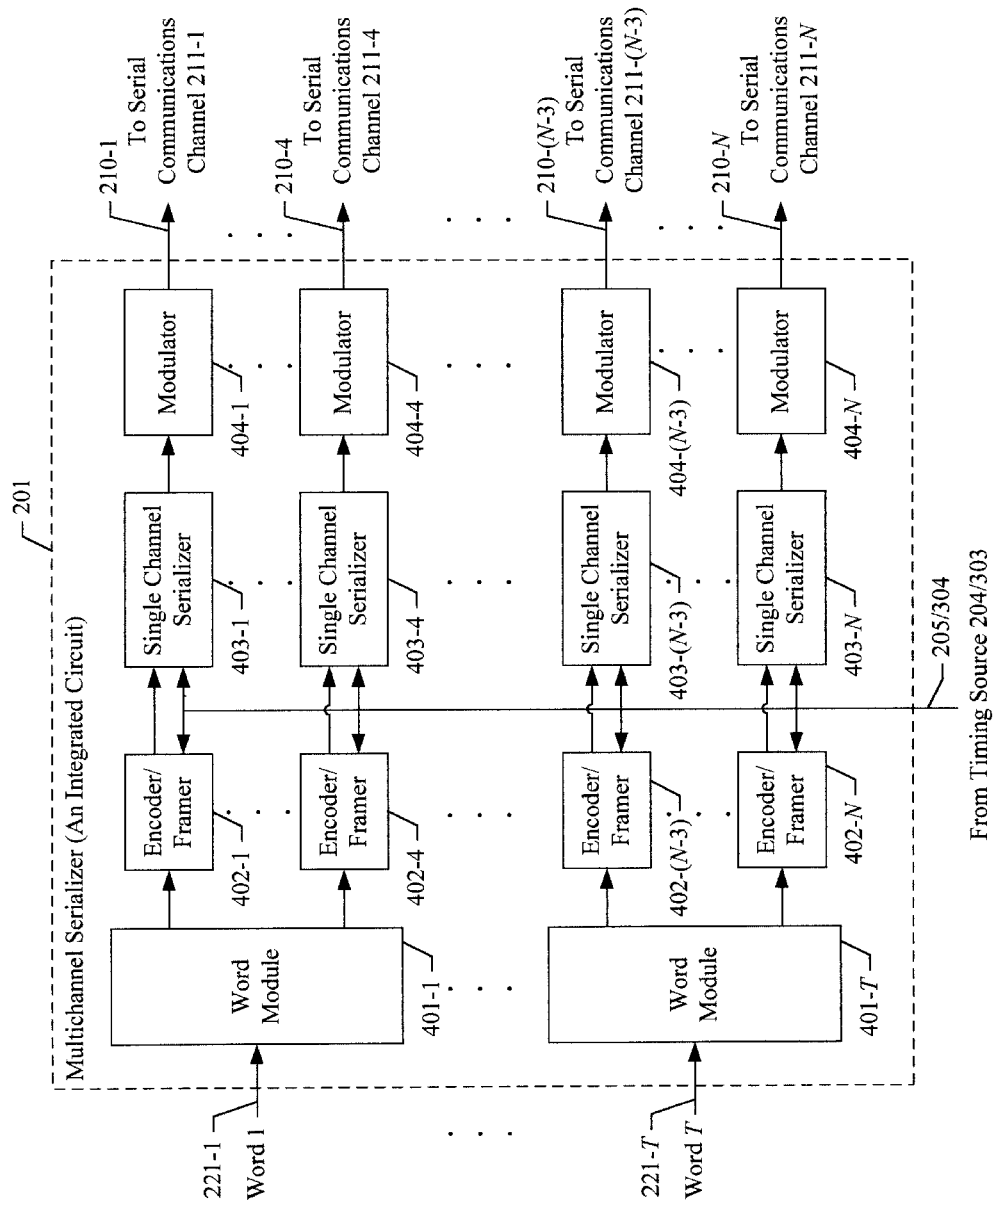 Multichannel Serializer (An Integrated Circuit)
201
221-1
Word 1
Word
Module
401-1
Encoder/
Framer
402-1
Single Channel
Serializer
403-1
Modulator
404-1
210-1
To Serial
Communications
Channel 211-1
Encoder/
Framer
402-4
Single Channel
Serializer
403-4
Modulator
404-4
210-4
To Serial
Communications
Channel 211-4
221-T
Word T
Word
Module
401-T
Encoder/
Framer
402-(N-3)
Single Channel
Serializer
403-(N-3)
Modulator
404-(N-3)
210-(N-3)
To Serial
Communications
Channel 211-(N-3)
Encoder/
Framer
402-N
Single Channel
Serializer
403-N
Modulator
404-N
210-N
To Serial
Communications
Channel 211-N
205/304
From Timing Source 204/303